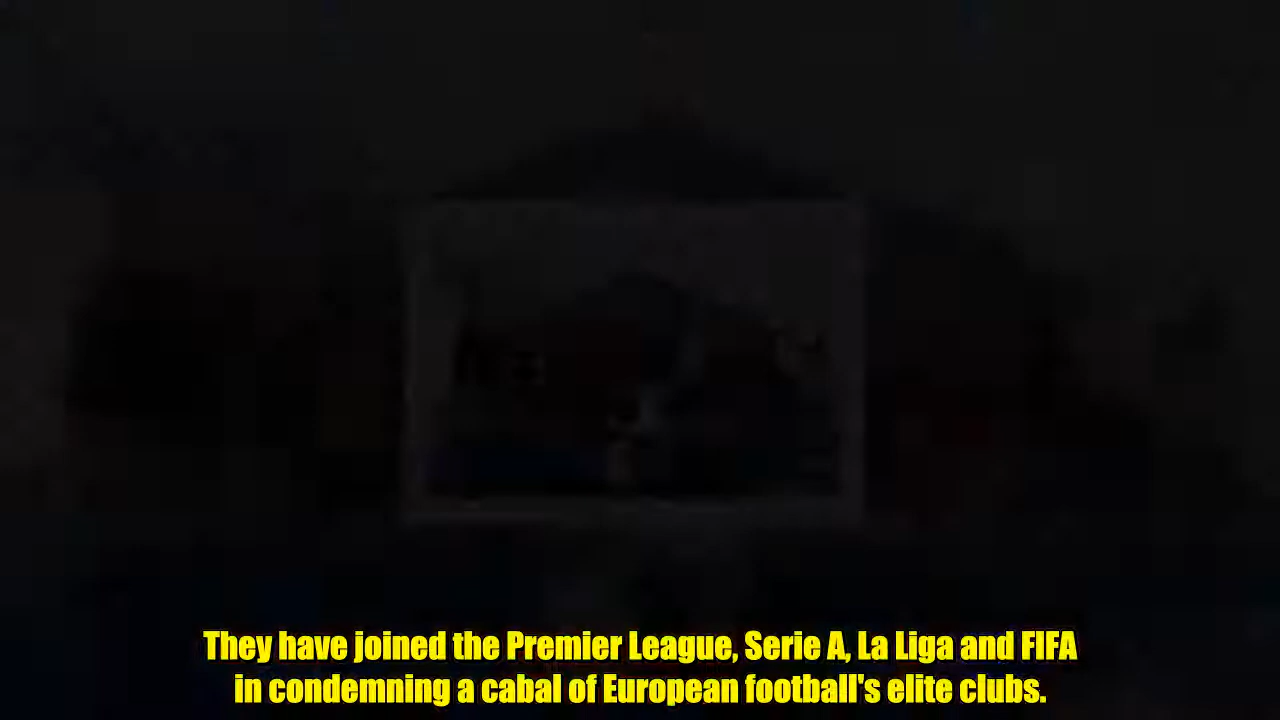 They have joined the Premier League, Serie A, La Liga and FIFA
in condemning a cabal of European football's elite clubs.